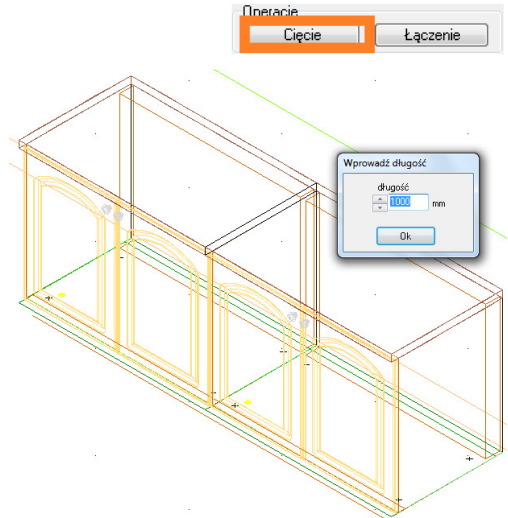 Operacje
Cięcie
Łączenie
Wprowadź długość
długość
1000 mm
Ok